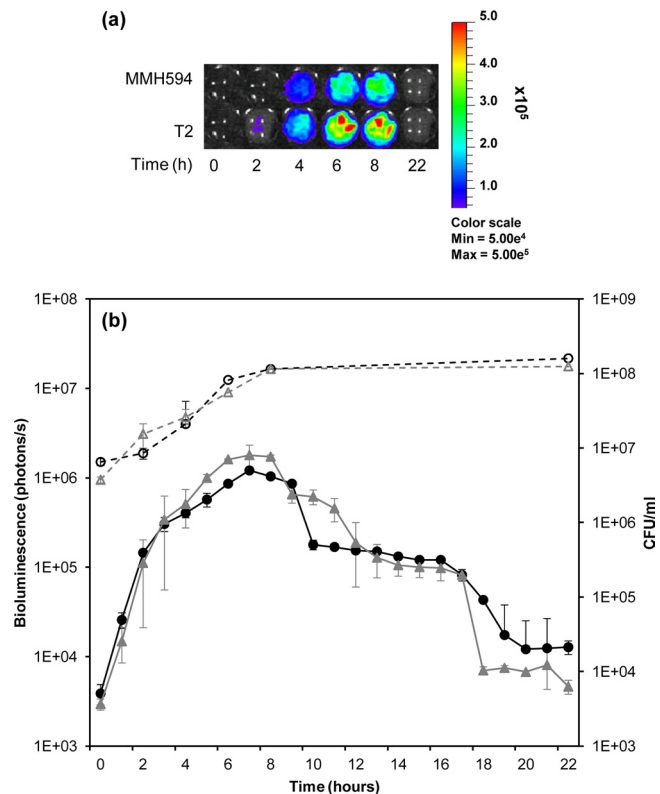 (a)
MMH594
T2
Time (h) 0 2 4 6 8 22
5.0
4.0
3.0
2.0
1.0
x10⁵
Color scale
Min = 5.00e⁴
Max = 5.00e⁵
(b)
1E+08
1E+07
1E+06
1E+05
1E+04
1E+03
Bioluminescence (photons/s)
1E+09
1E+08
1E+07
1E+06
1E+05
1E+04
1E+03
CFU/ml
0 2 4 6 8 10 12 14 16 18 20 22
Time (hours)